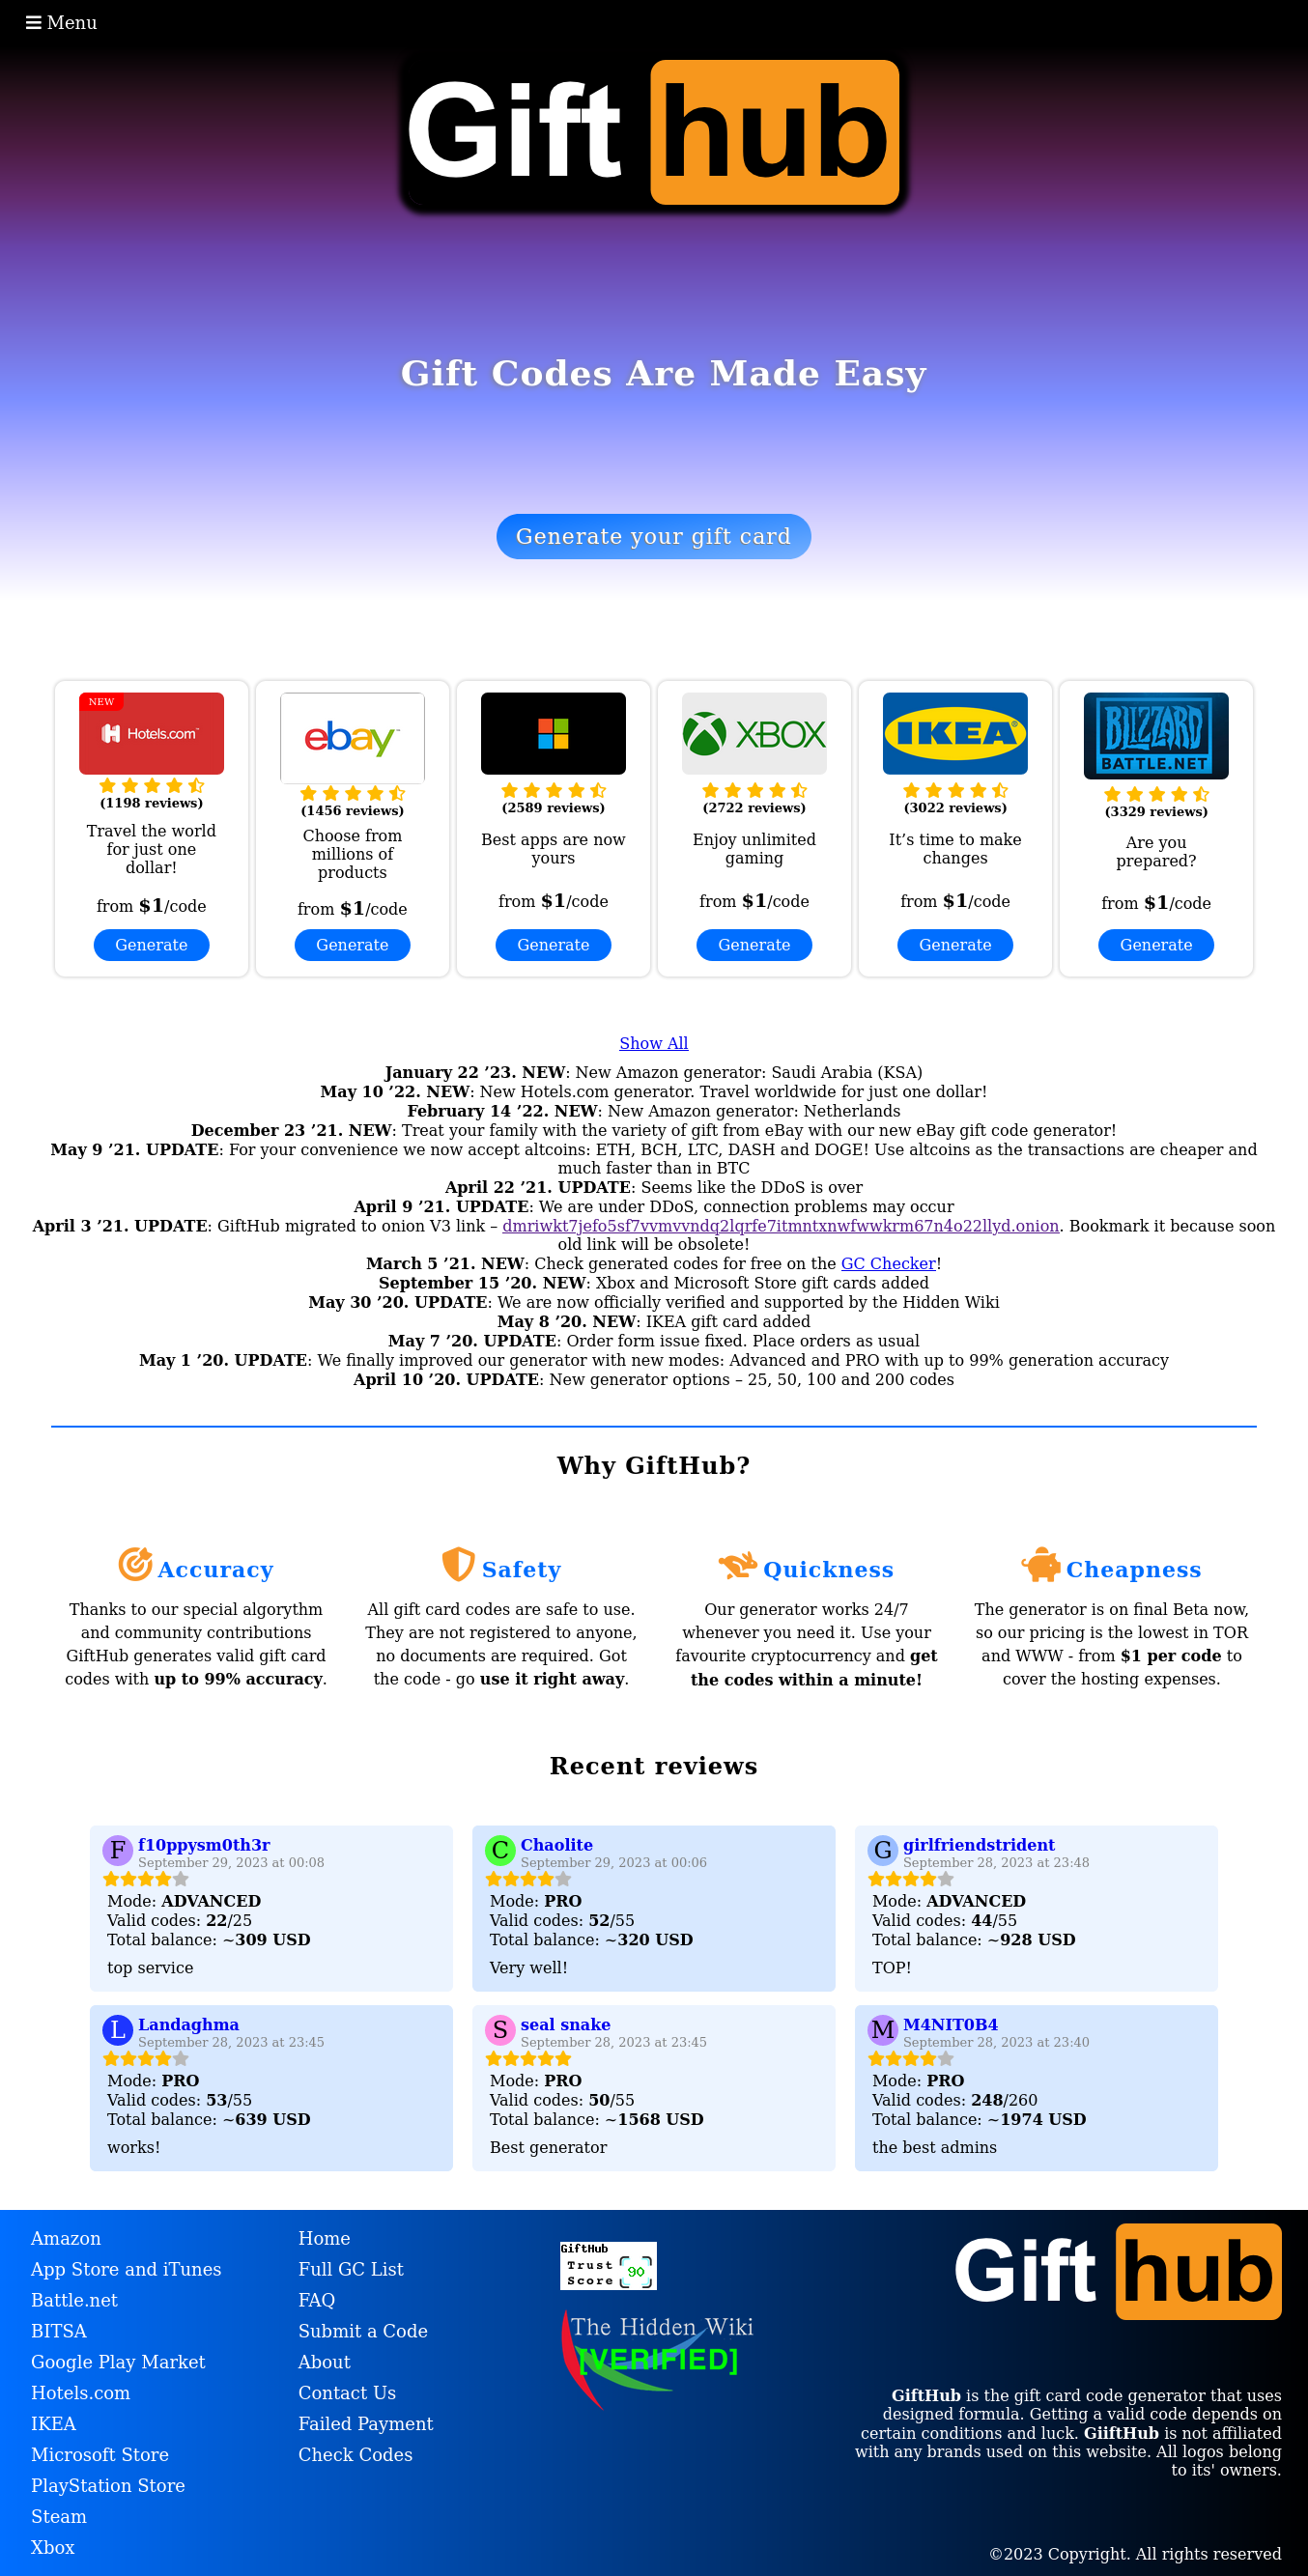 Menu
Gift hub
Gift Codes Are Made Easy
Generate your gift card
NEW
Hotels.com™
(1198 reviews)
Travel the world
for just one
dollar!
from $1/code
Generate
ebay™
(1456 reviews)
Choose from
millions of
products
from $1/code
Generate
(2589 reviews)
Best apps are now
yours
from $1/code
Generate
XBOX
(2722 reviews)
Enjoy unlimited
gaming
from $1/code
Generate
IKEA®
(3022 reviews)
It’s time to make
changes
from $1/code
Generate
BLIZZARD
BATTLE.NET
(3329 reviews)
Are you
prepared?
from $1/code
Generate
Show All
January 22 ’23. NEW: New Amazon generator: Saudi Arabia (KSA)
May 10 ’22. NEW: New Hotels.com generator. Travel worldwide for just one dollar!
February 14 ’22. NEW: New Amazon generator: Netherlands
December 23 ’21. NEW: Treat your family with the variety of gift from eBay with our new eBay gift code generator!
May 9 ’21. UPDATE: For your convenience we now accept altcoins: ETH, BCH, LTC, DASH and DOGE! Use altcoins as the transactions are cheaper and
much faster than in BTC
April 22 ’21. UPDATE: Seems like the DDoS is over
April 9 ’21. UPDATE: We are under DDoS, connection problems may occur
April 3 ’21. UPDATE: GiftHub migrated to onion V3 link – dmriwkt7jefo5sf7vvmvvndq2lqrfe7itmntxnwfwwkrm67n4o22llyd.onion. Bookmark it because soon
old link will be obsolete!
March 5 ’21. NEW: Check generated codes for free on the GC Checker!
September 15 ’20. NEW: Xbox and Microsoft Store gift cards added
May 30 ’20. UPDATE: We are now officially verified and supported by the Hidden Wiki
May 8 ’20. NEW: IKEA gift card added
May 7 ’20. UPDATE: Order form issue fixed. Place orders as usual
May 1 ’20. UPDATE: We finally improved our generator with new modes: Advanced and PRO with up to 99% generation accuracy
April 10 ’20. UPDATE: New generator options – 25, 50, 100 and 200 codes
Why GiftHub?
Accuracy
Thanks to our special algorythm
and community contributions
GiftHub generates valid gift card
codes with up to 99% accuracy.
Safety
All gift card codes are safe to use.
They are not registered to anyone,
no documents are required. Got
the code - go use it right away.
Quickness
Our generator works 24/7
whenever you need it. Use your
favourite cryptocurrency and get
the codes within a minute!
Cheapness
The generator is on final Beta now,
so our pricing is the lowest in TOR
and WWW - from $1 per code to
cover the hosting expenses.
Recent reviews
F f10ppysm0th3r
September 29, 2023 at 00:08
Mode: ADVANCED
Valid codes: 22/25
Total balance: ~309 USD
top service
C Chaolite
September 29, 2023 at 00:06
Mode: PRO
Valid codes: 52/55
Total balance: ~320 USD
Very well!
G girlfriendstrident
September 28, 2023 at 23:48
Mode: ADVANCED
Valid codes: 44/55
Total balance: ~928 USD
TOP!
L Landaghma
September 28, 2023 at 23:45
Mode: PRO
Valid codes: 53/55
Total balance: ~639 USD
works!
S seal snake
September 28, 2023 at 23:45
Mode: PRO
Valid codes: 50/55
Total balance: ~1568 USD
Best generator
M M4NIT0B4
September 28, 2023 at 23:40
Mode: PRO
Valid codes: 248/260
Total balance: ~1974 USD
the best admins
Amazon
App Store and iTunes
Battle.net
BITSA
Google Play Market
Hotels.com
IKEA
Microsoft Store
PlayStation Store
Steam
Xbox
Home
Full GC List
FAQ
Submit a Code
About
Contact Us
Failed Payment
Check Codes
GiftHub
Trust
Score 90
The Hidden Wiki
[VERIFIED]
Gift hub
GiftHub is the gift card code generator that uses
designed formula. Getting a valid code depends on
certain conditions and luck. GiiftHub is not affiliated
with any brands used on this website. All logos belong
to its' owners.
©2023 Copyright. All rights reserved